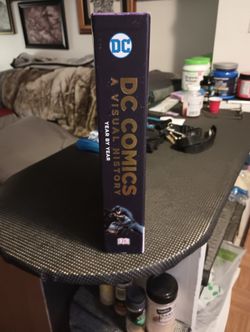 DC
DC COMICS
A VISUAL HISTORY
YEAR BY YEAR
DK